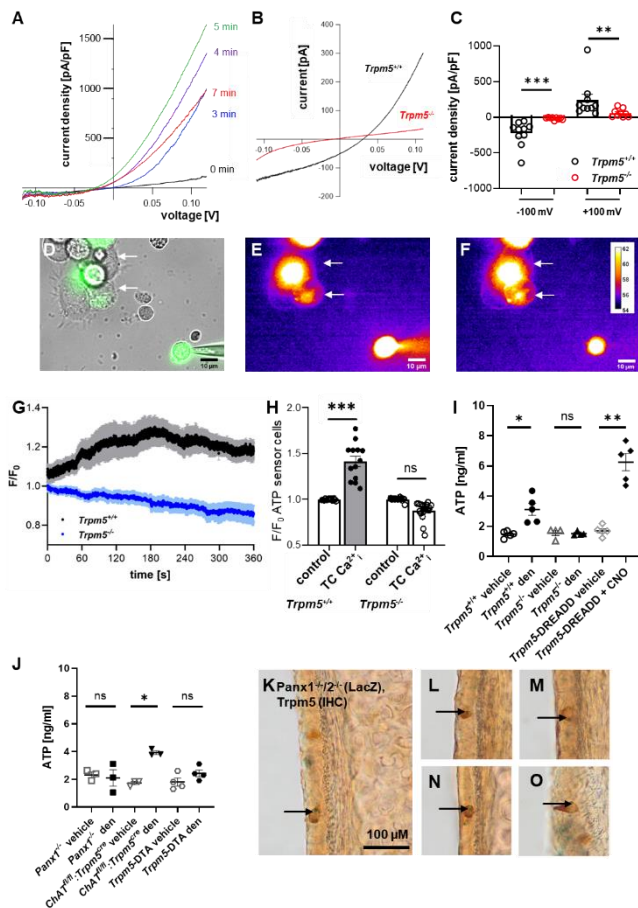 A
5 min
4 min
7 min
3 min
0 min
1500
1000
500
-0.10
-0.05
0.05
0.10
current density [pA/pF]
voltage [V]
B
Trpm5+/+
Trpm5-/-
300
200
100
-0.10
-0.05
0.05
0.10
-100
-200
current [pA]
voltage [V]
C
**
***
1000
500
0
-500
-1000
current density [pA/pF]
Trpm5+/+
Trpm5-/-
-100 mV
+100 mV
D
10 µm
E
10 µm
F
62
60
58
56
54
10 µm
G
1.4
1.2
1.0
0.8
F/F0
Trpm5+/+
Trpm5-/-
0 60 120 180 240 300 360
time [s]
H
***
ns
2.0
1.5
1.0
0.5
F/F0 ATP sensor cells
control
TC Ca2+i
control
TC Ca2+i
Trpm5+/+
Trpm5-/-
I
*
ns
**
10
8
6
4
2
0
ATP [ng/ml]
Trpm5+/+ vehicle
Trpm5+/+ den
Trpm5-/- vehicle
Trpm5-/- den
Trpm5-DREADD vehicle
Trpm5-DREADD + CNO
J
ns
*
ns
10
8
6
4
2
0
ATP [ng/ml]
Panx1-/- vehicle
Panx1-/- den
ChATfl/fl:Trpm5cre vehicle
ChATfl/fl:Trpm5cre den
Trpm5-DTA vehicle
Trpm5-DTA den
K Panx1-/-/2-/- (LacZ),
Trpm5 (IHC)
100 µM
L
M
N
O